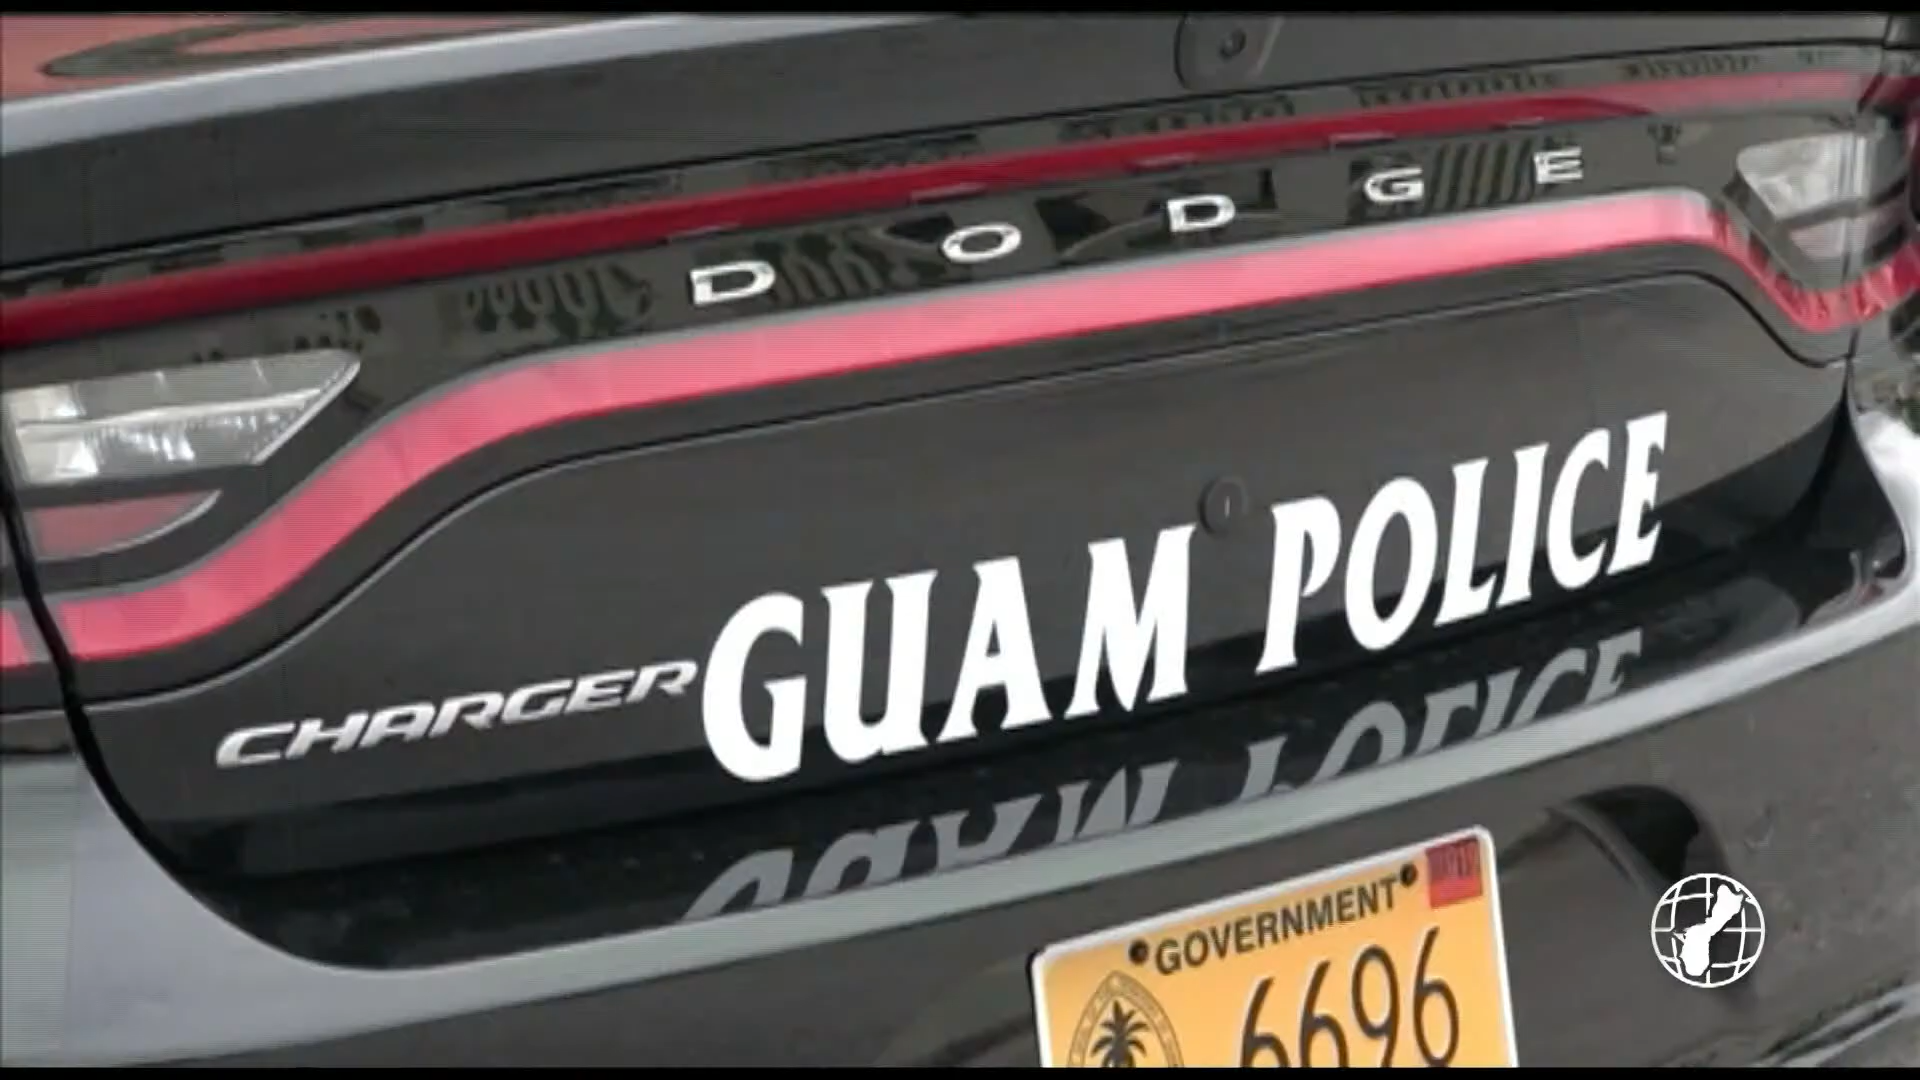 DODGE
CHARGER
GUAM POLICE
GOVERNMENT
6696